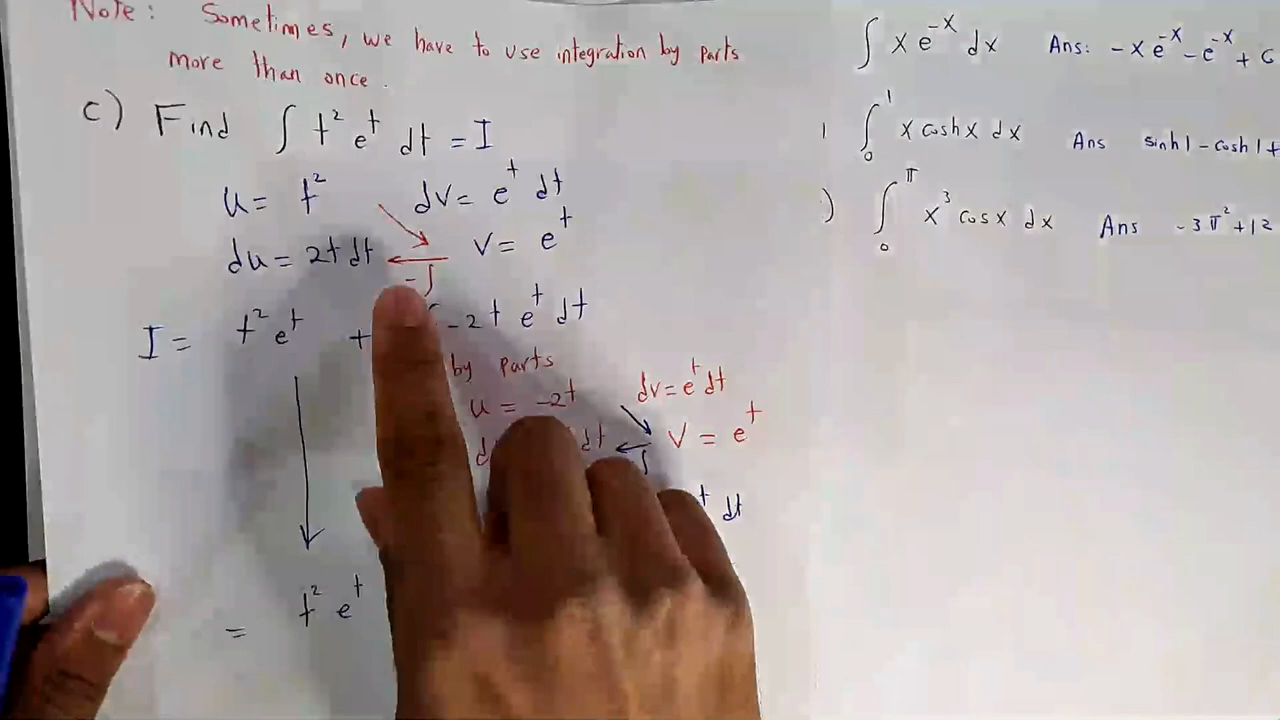 Note: Sometimes, we have to use integration by parts
more than once.
c) Find ∫ t² eᵗ dt = I
u = t² dv = eᵗ dt
du = 2t dt v = eᵗ
-∫
I = t² eᵗ + ∫ -2t eᵗ dt
by parts
u = -2t dv = eᵗ dt
dt v = eᵗ
∫
ᵗ dt
= t² eᵗ
∫ x e⁻ˣ dx Ans: -x e⁻ˣ - e⁻ˣ + C
∫₀¹ x cosh x dx Ans sinh 1 - cosh 1 +
) ∫₀^π x³ cos x dx Ans -3π² + 12